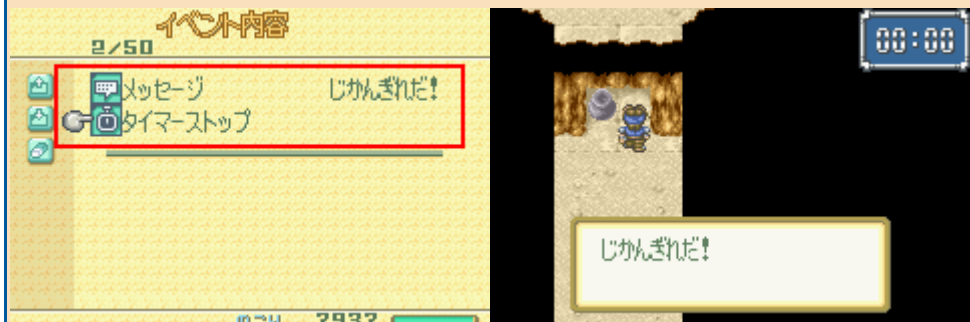 イベント内容
2/50
メッセージ じかんぎれだ!
タイマーストップ
00:00
じかんぎれだ!